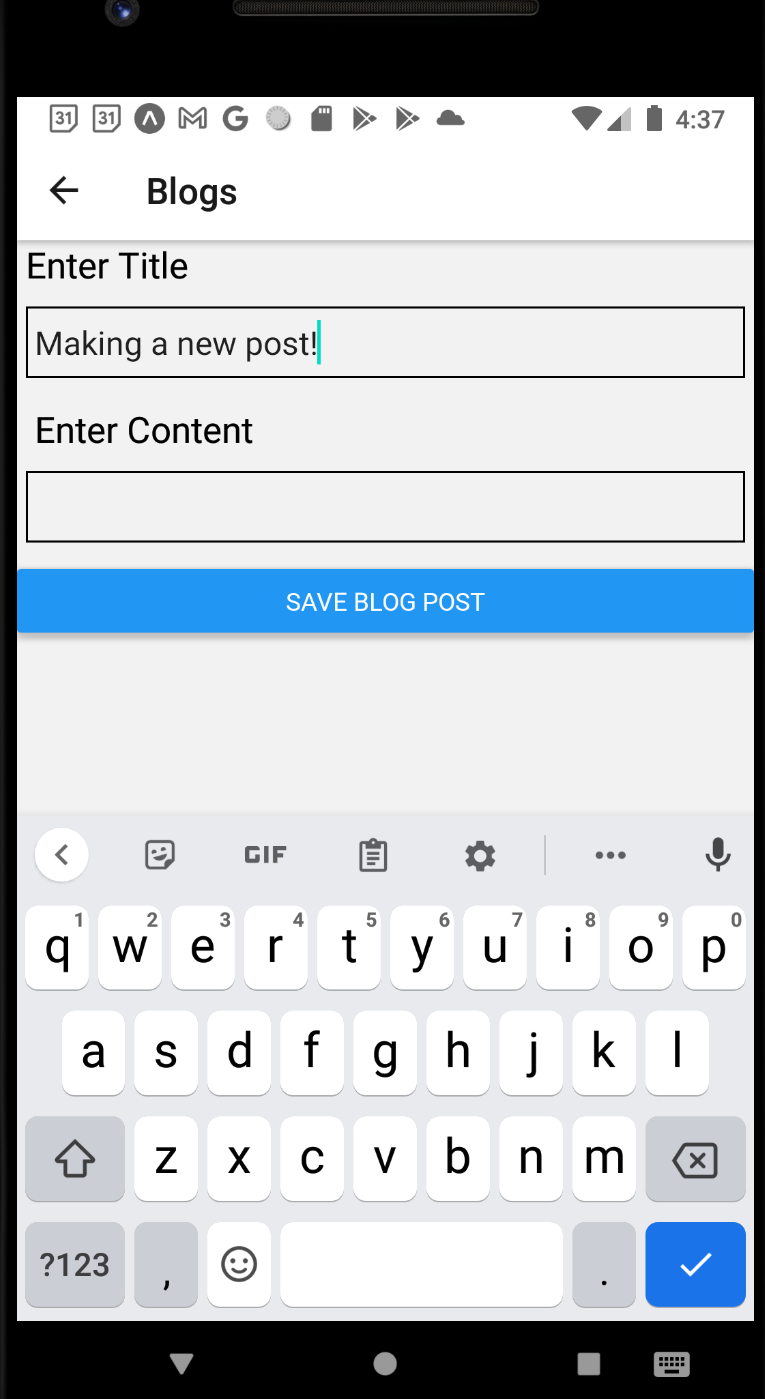 31 31 G 4:37
Blogs
Enter Title
Making a new post!
Enter Content
SAVE BLOG POST
GIF
1 2 3 4 5 6 7 8 9 0
q w e r t y u i o p
a s d f g h j k l
z x c v b n m
?123 , .